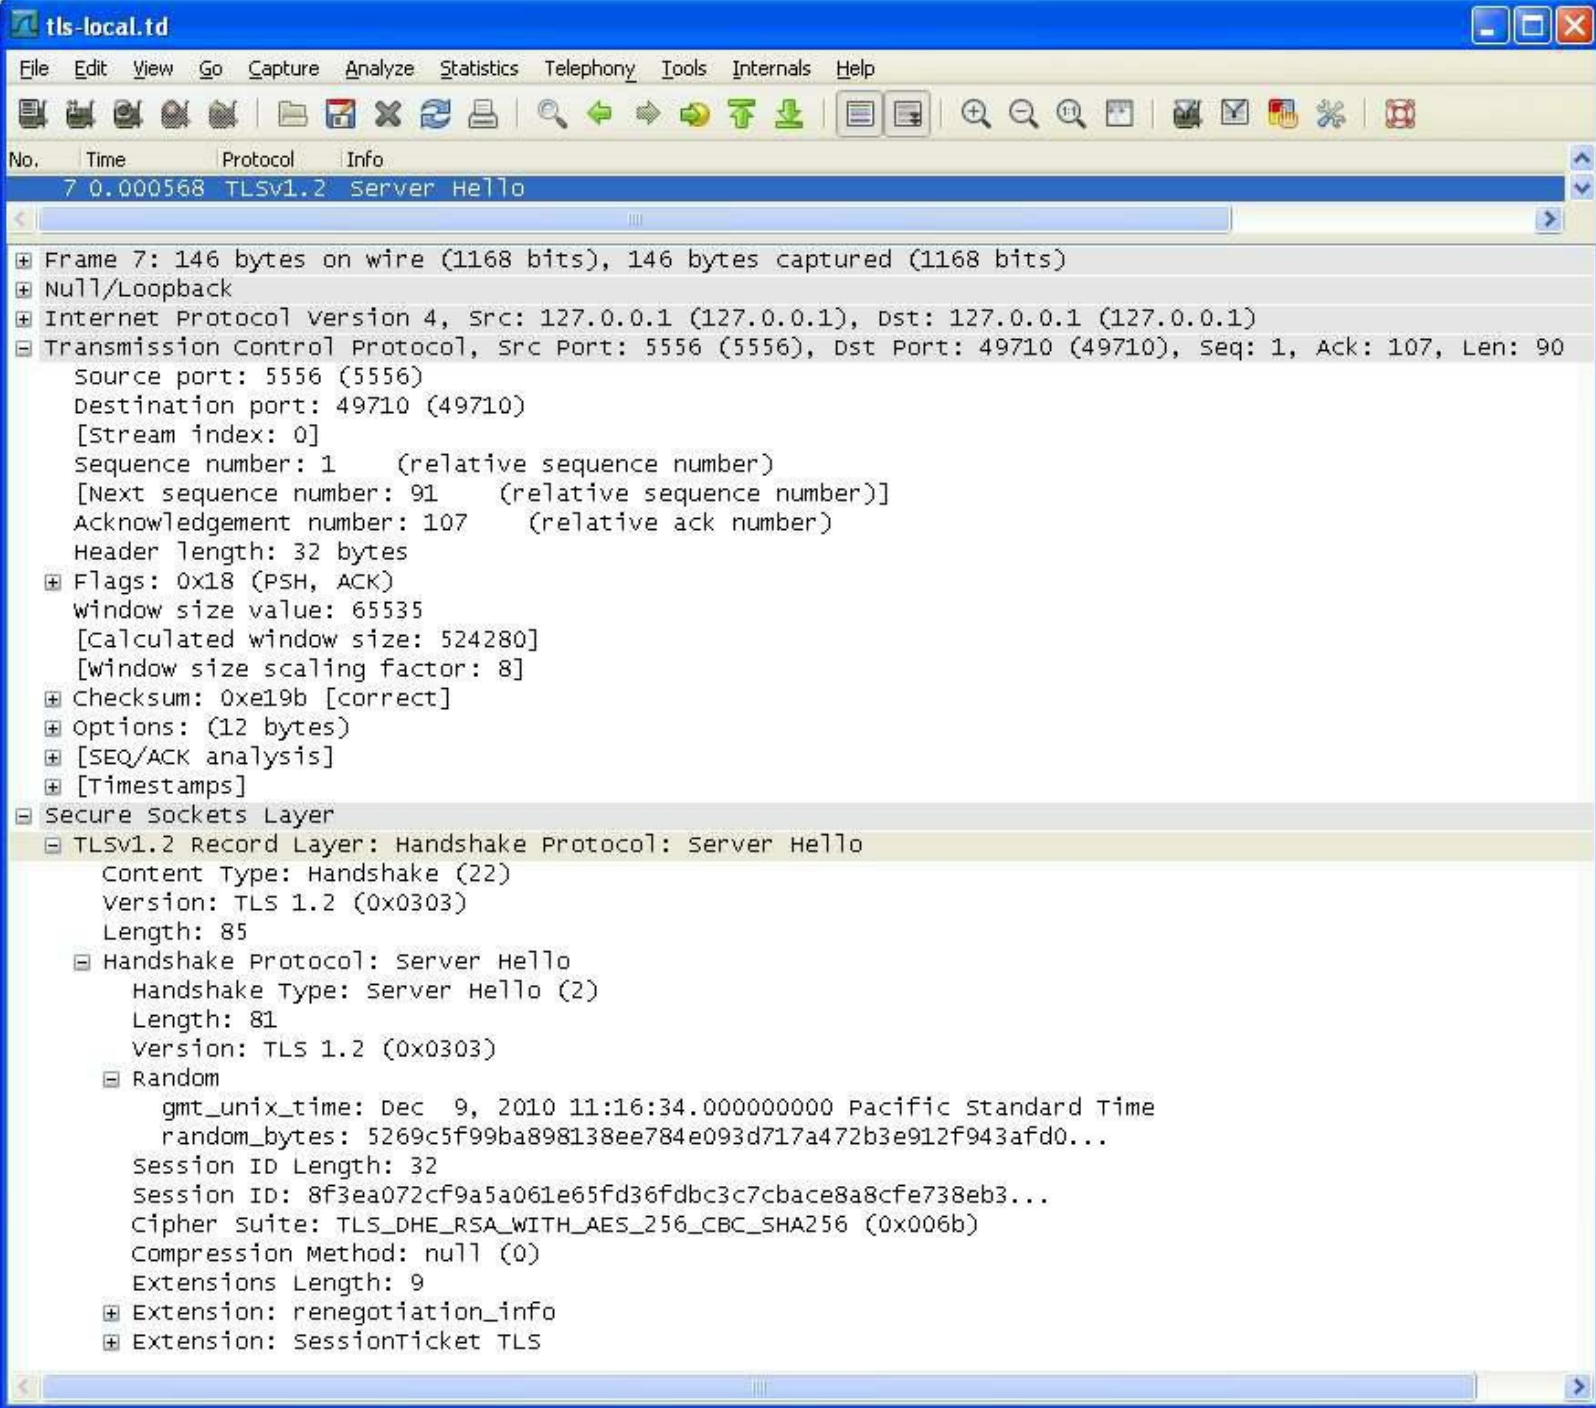 tls-local.td
File Edit View Go Capture Analyze Statistics Telephony Tools Internals Help
No. Time Protocol Info
7 0.000568 TLSv1.2 Server Hello
Frame 7: 146 bytes on wire (1168 bits), 146 bytes captured (1168 bits)
Null/Loopback
Internet Protocol Version 4, Src: 127.0.0.1 (127.0.0.1), Dst: 127.0.0.1 (127.0.0.1)
Transmission Control Protocol, Src Port: 5556 (5556), Dst Port: 49710 (49710), Seq: 1, Ack: 107, Len: 90
Source port: 5556 (5556)
Destination port: 49710 (49710)
[Stream index: 0]
Sequence number: 1 (relative sequence number)
[Next sequence number: 91 (relative sequence number)]
Acknowledgement number: 107 (relative ack number)
Header length: 32 bytes
Flags: 0x18 (PSH, ACK)
Window size value: 65535
[Calculated window size: 524280]
[Window size scaling factor: 8]
Checksum: 0xe19b [correct]
Options: (12 bytes)
[SEQ/ACK analysis]
[Timestamps]
Secure Sockets Layer
TLSv1.2 Record Layer: Handshake Protocol: Server Hello
Content Type: Handshake (22)
Version: TLS 1.2 (0x0303)
Length: 85
Handshake Protocol: Server Hello
Handshake Type: Server Hello (2)
Length: 81
Version: TLS 1.2 (0x0303)
Random
gmt_unix_time: Dec 9, 2010 11:16:34.000000000 Pacific Standard Time
random_bytes: 5269c5f99ba898138ee784e093d717a472b3e912f943afd0...
Session ID Length: 32
Session ID: 8f3ea072cf9a5a061e65fd36fdbc3c7cbace8a8cfe738eb3...
Cipher Suite: TLS_DHE_RSA_WITH_AES_256_CBC_SHA256 (0x006b)
Compression Method: null (0)
Extensions Length: 9
Extension: renegotiation_info
Extension: SessionTicket TLS